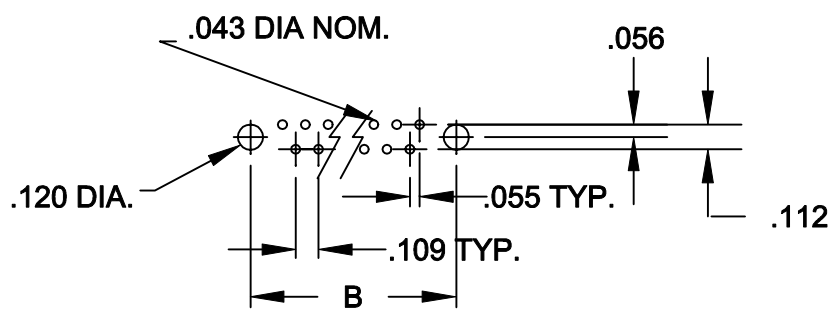 .043 DIA NOM.
.056
.120 DIA.
.055 TYP.
.112
.109 TYP.
B